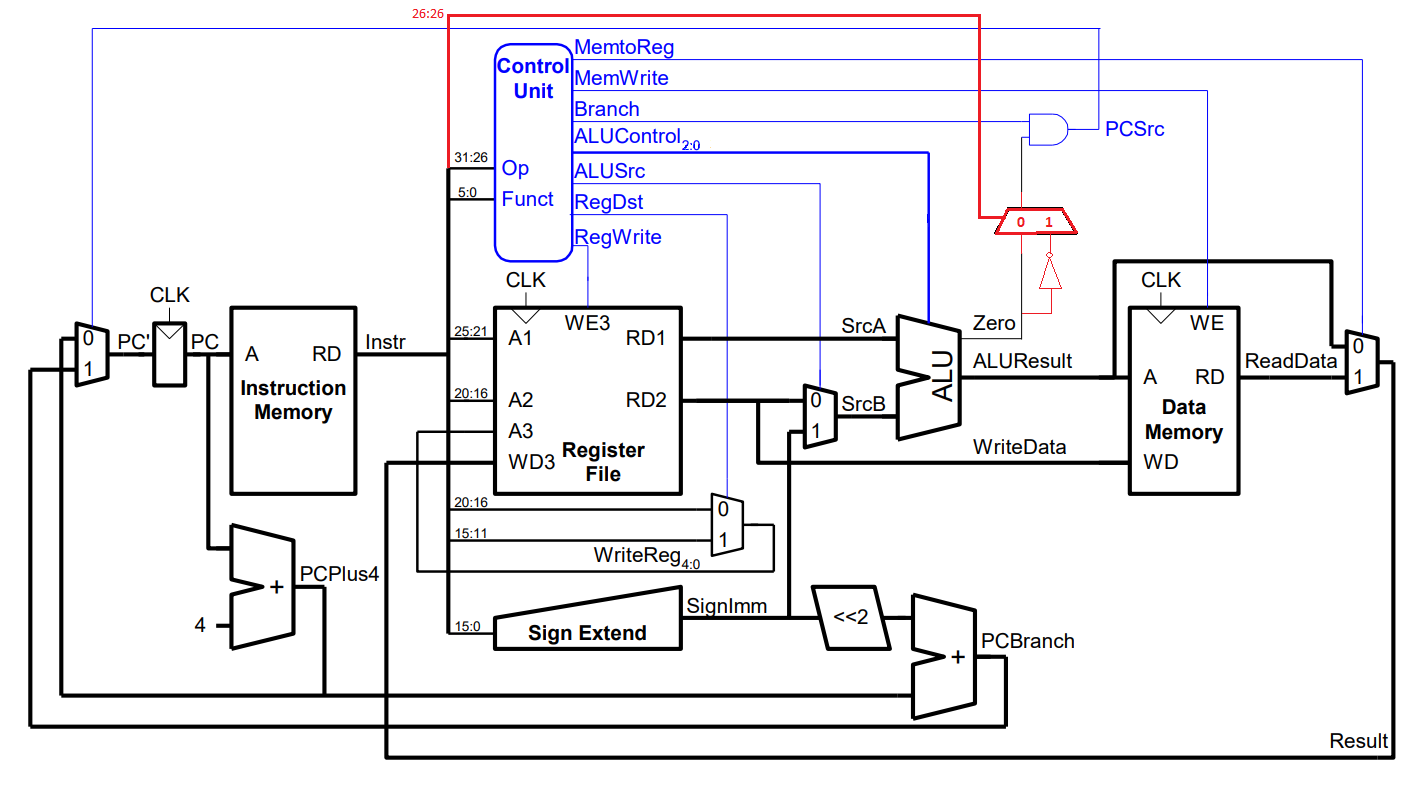 26:26
MemtoReg
Control
Unit
MemWrite
Branch
PCSrc
ALUControl2:0
31:26
Op
ALUSrc
5:0
Funct
RegDst
0 1
RegWrite
CLK
CLK
CLK
PC'
PC
0
1
A
RD
Instruction
Memory
Instr
25:21
A1
WE3
RD1
20:16
A2
RD2
A3
WD3
Register
File
SrcA
0
1
SrcB
ALU
Zero
ALUResult
WriteData
WE
A
RD
Data
Memory
WD
ReadData
0
1
20:16
15:11
0
1
WriteReg4:0
+
PCPlus4
4
15:0
Sign Extend
SignImm
<<2
+
PCBranch
Result